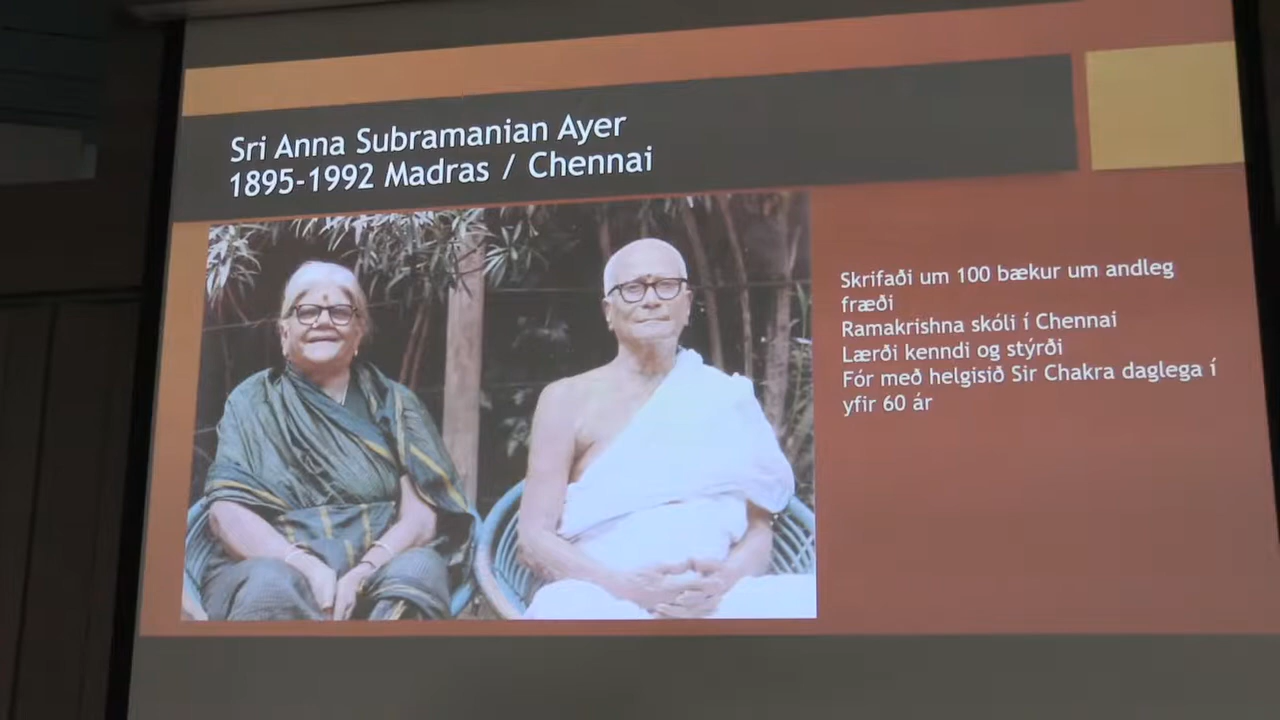 Sri Anna Subramanian Ayer
1895-1992 Madras / Chennai
Skrifaði um 100 bækur um andleg
fræði
Ramakrishna skóli í Chennai
Lærði kenndi og stýrði
Fór með helgisið Sir Chakra daglega í
yfir 60 ár